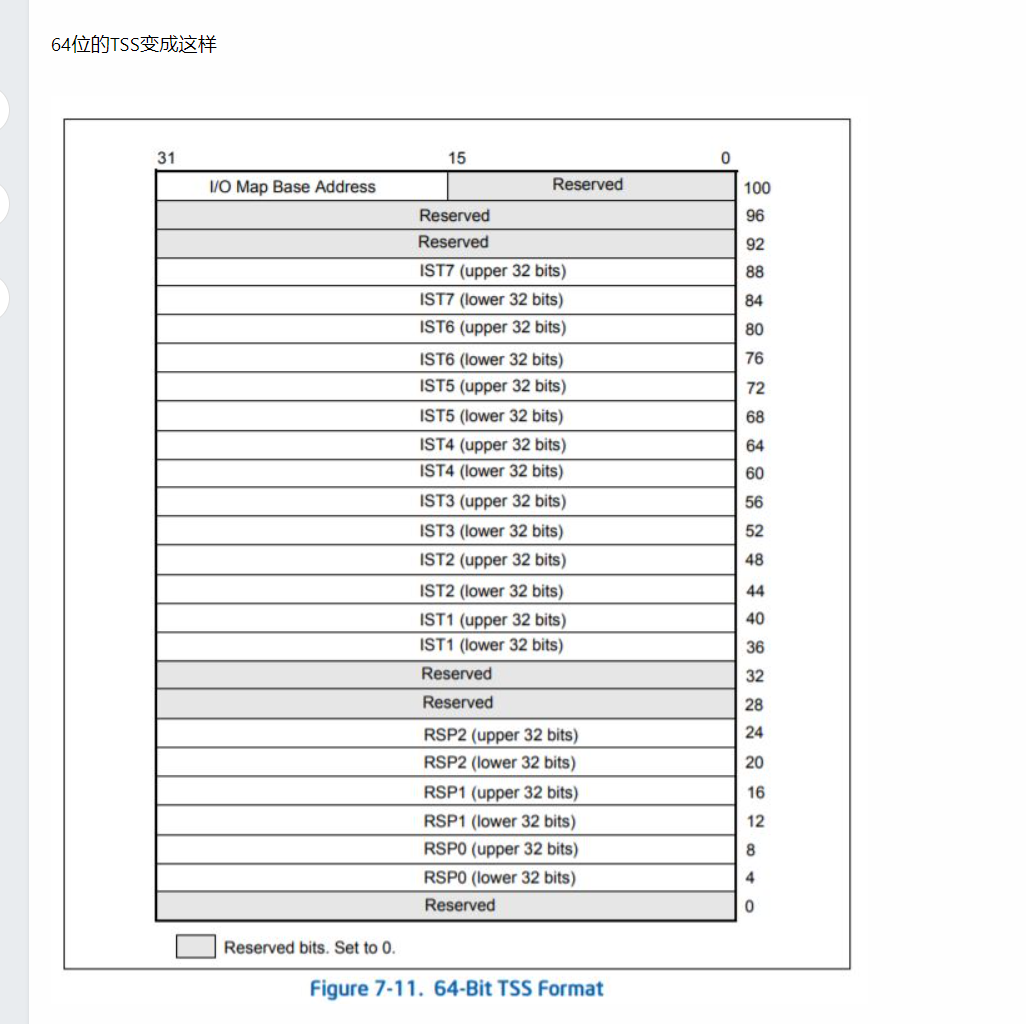 64位的TSS变成这样
31 15 0
I/O Map Base Address Reserved 100
Reserved 96
Reserved 92
IST7 (upper 32 bits) 88
IST7 (lower 32 bits) 84
IST6 (upper 32 bits) 80
IST6 (lower 32 bits) 76
IST5 (upper 32 bits) 72
IST5 (lower 32 bits) 68
IST4 (upper 32 bits) 64
IST4 (lower 32 bits) 60
IST3 (upper 32 bits) 56
IST3 (lower 32 bits) 52
IST2 (upper 32 bits) 48
IST2 (lower 32 bits) 44
IST1 (upper 32 bits) 40
IST1 (lower 32 bits) 36
Reserved 32
Reserved 28
RSP2 (upper 32 bits) 24
RSP2 (lower 32 bits) 20
RSP1 (upper 32 bits) 16
RSP1 (lower 32 bits) 12
RSP0 (upper 32 bits) 8
RSP0 (lower 32 bits) 4
Reserved 0
Reserved bits. Set to 0.
Figure 7-11. 64-Bit TSS Format